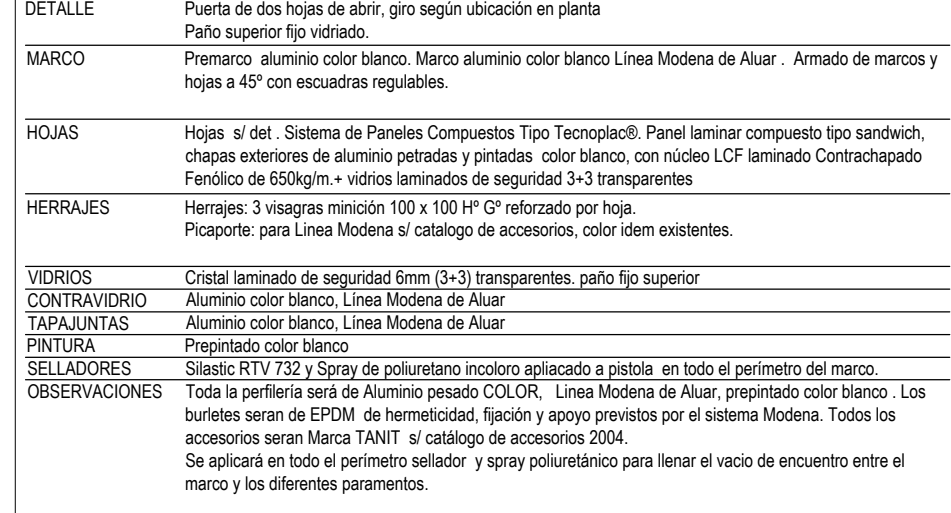 DETALLE Puerta de dos hojas de abrir, giro según ubicación en planta
Paño superior fijo vidriado.
MARCO Premarco aluminio color blanco. Marco aluminio color blanco Línea Modena de Aluar . Armado de marcos y
hojas a 45º con escuadras regulables.
HOJAS Hojas s/ det . Sistema de Paneles Compuestos Tipo Tecnoplac®. Panel laminar compuesto tipo sandwich,
chapas exteriores de aluminio petradas y pintadas color blanco, con núcleo LCF laminado Contrachapado
Fenólico de 650kg/m.+ vidrios laminados de seguridad 3+3 transparentes
HERRAJES Herrajes: 3 visagras minición 100 x 100 Hº Gº reforzado por hoja.
Picaporte: para Linea Modena s/ catalogo de accesorios, color idem existentes.
VIDRIOS Cristal laminado de seguridad 6mm (3+3) transparentes. paño fijo superior
CONTRAVIDRIO Aluminio color blanco, Línea Modena de Aluar
TAPAJUNTAS Aluminio color blanco, Línea Modena de Aluar
PINTURA Prepintado color blanco
SELLADORES Silastic RTV 732 y Spray de poliuretano incoloro apliacado a pistola en todo el perímetro del marco.
OBSERVACIONES Toda la perfilería será de Aluminio pesado COLOR, Linea Modena de Aluar, prepintado color blanco . Los
burletes seran de EPDM de hermeticidad, fijación y apoyo previstos por el sistema Modena. Todos los
accesorios seran Marca TANIT s/ catálogo de accesorios 2004.
Se aplicará en todo el perímetro sellador y spray poliuretánico para llenar el vacio de encuentro entre el
marco y los diferentes paramentos.